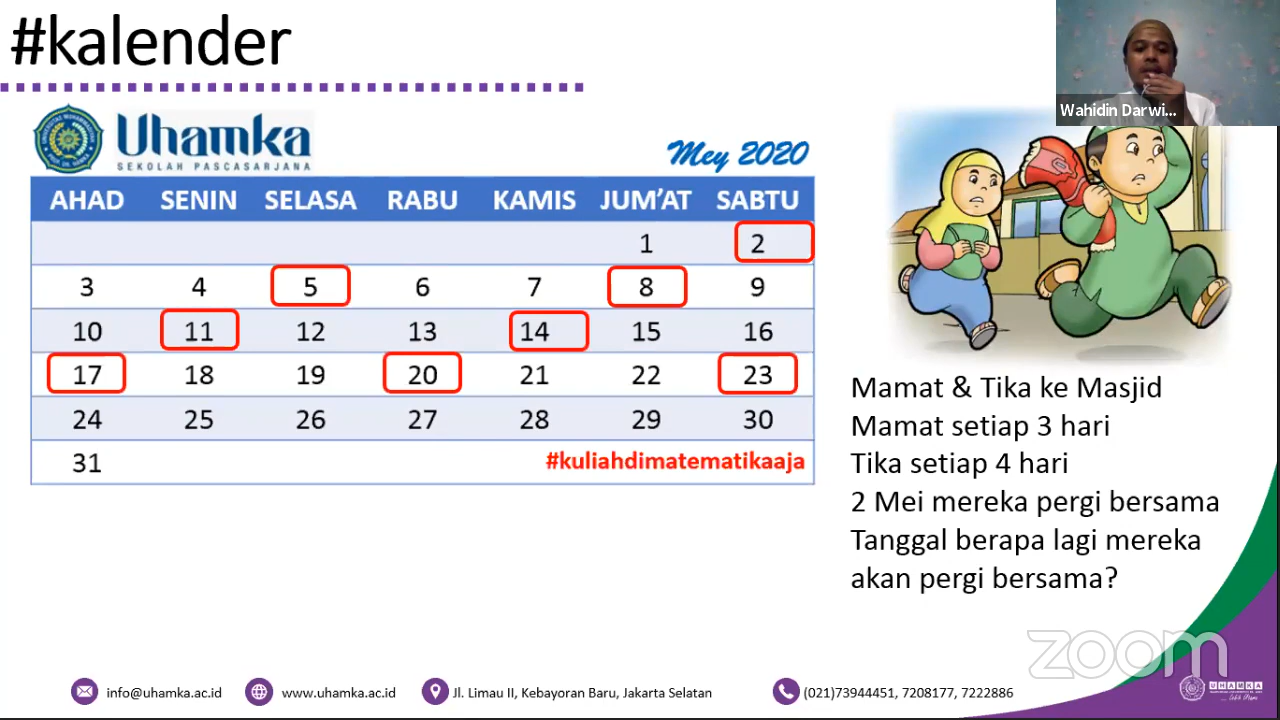 #kalender
Wahidin Darwi...
Uhamka
SEKOLAH PASCASARJANA
Mey 2020
AHAD SENIN SELASA RABU KAMIS JUM'AT SABTU
1 2
3 4 5 6 7 8 9
10 11 12 13 14 15 16
17 18 19 20 21 22 23
24 25 26 27 28 29 30
31 #kuliahdimatematikaaja
Mamat & Tika ke Masjid
Mamat setiap 3 hari
Tika setiap 4 hari
2 Mei mereka pergi bersama
Tanggal berapa lagi mereka
akan pergi bersama?
zoom
info@uhamka.ac.id www.uhamka.ac.id Jl. Limau II, Kebayoran Baru, Jakarta Selatan (021)73944451, 7208177, 7222886
UHAMKA